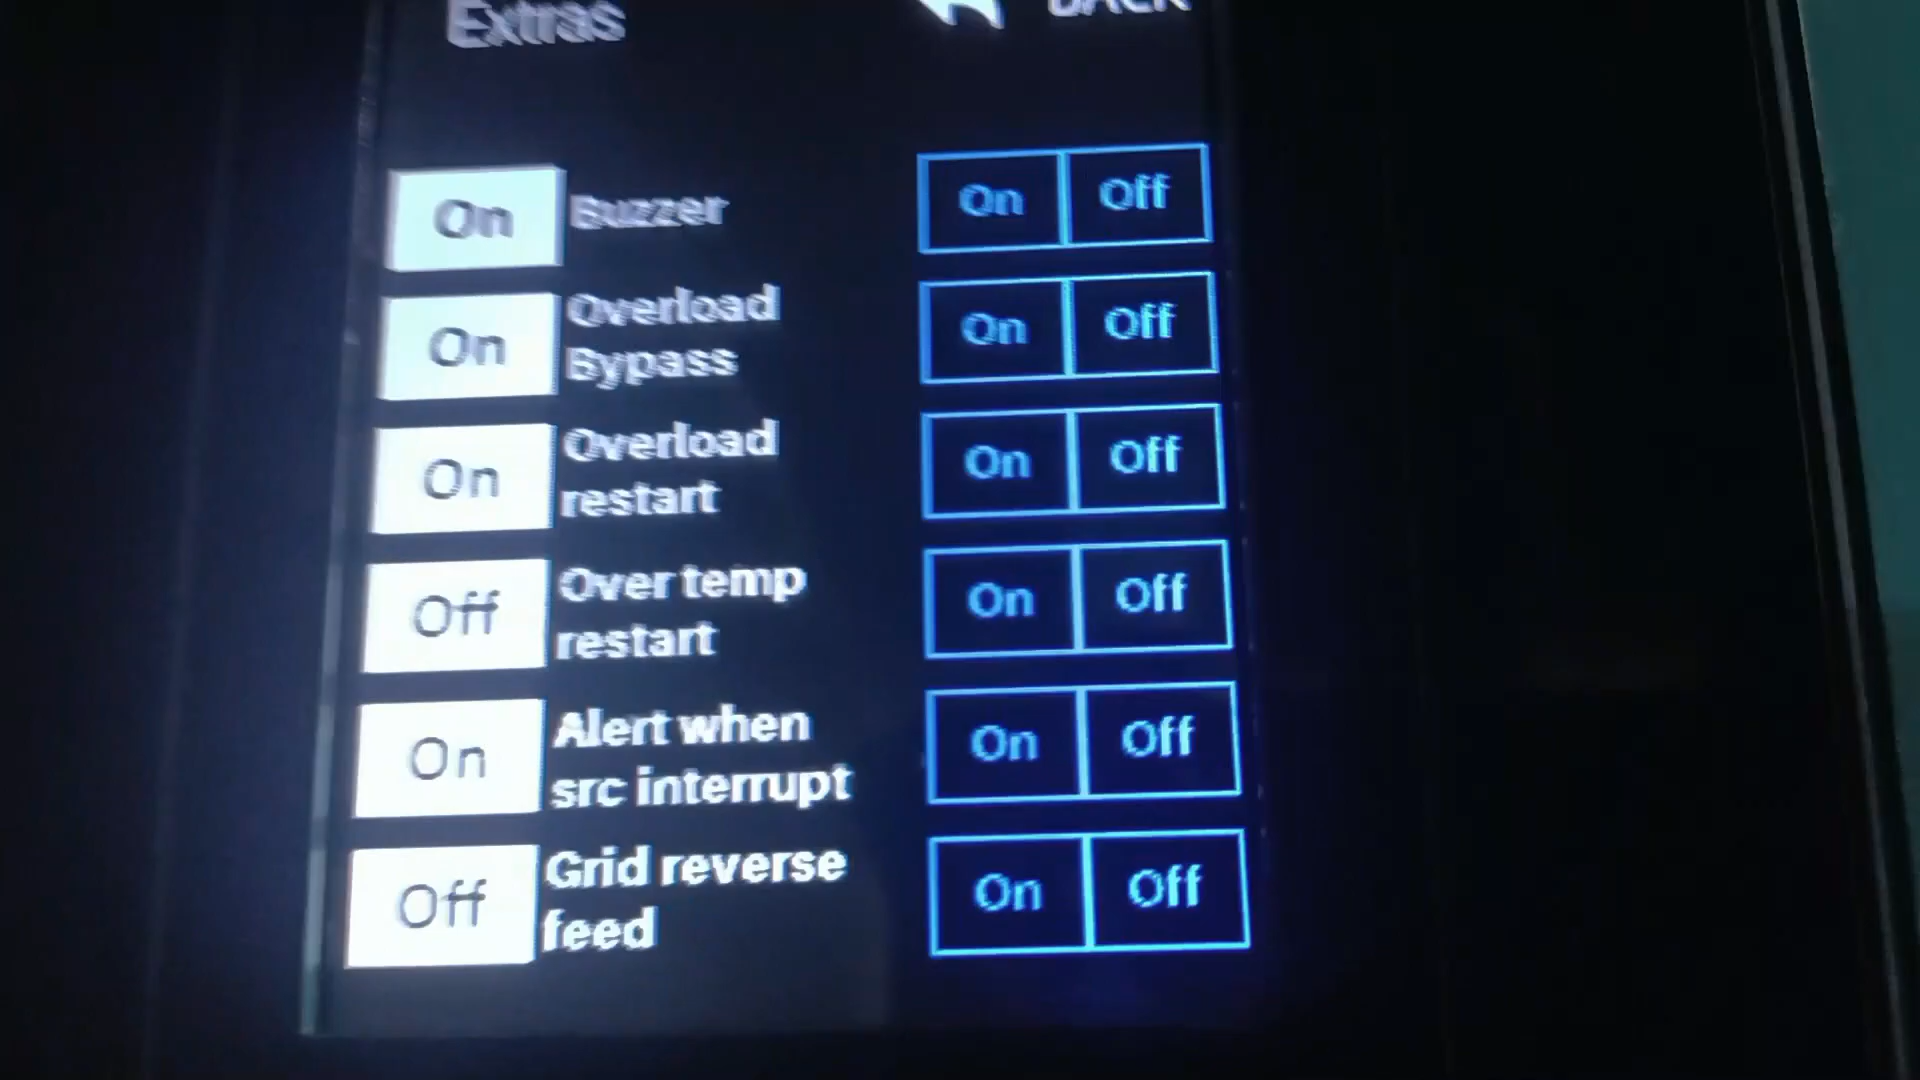 Extras BACK
On Buzzer On Off
On Overload Bypass On Off
On Overload restart On Off
Off Over temp restart On Off
On Alert when src interrupt On Off
Off Grid reverse feed On Off